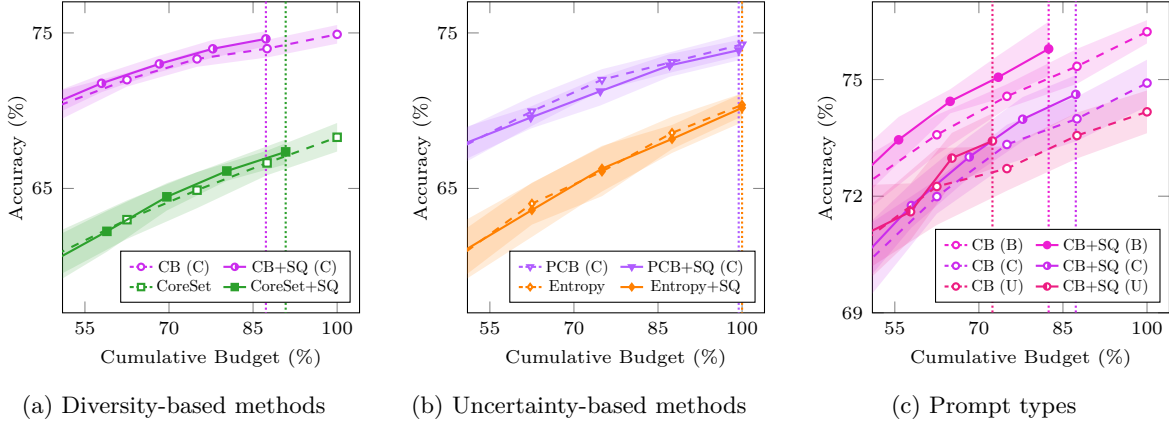 75
65
Accuracy (%)
CB (C) CB+SQ (C)
CoreSet CoreSet+SQ
55 70 85 100
Cumulative Budget (%)
(a) Diversity-based methods
75
65
Accuracy (%)
PCB (C) PCB+SQ (C)
Entropy Entropy+SQ
55 70 85 100
Cumulative Budget (%)
(b) Uncertainty-based methods
75
72
69
Accuracy (%)
CB (B) CB+SQ (B)
CB (C) CB+SQ (C)
CB (U) CB+SQ (U)
55 70 85 100
Cumulative Budget (%)
(c) Prompt types